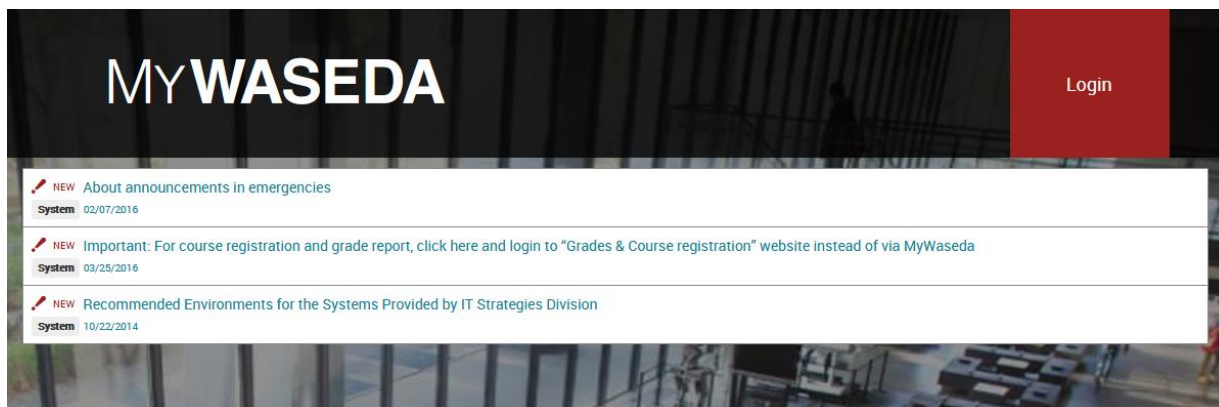 MYWASEDA
Login
NEW About announcements in emergencies
System 02/07/2016
NEW Important: For course registration and grade report, click here and login to “Grades & Course registration” website instead of via MyWaseda
System 03/25/2016
NEW Recommended Environments for the Systems Provided by IT Strategies Division
System 10/22/2014